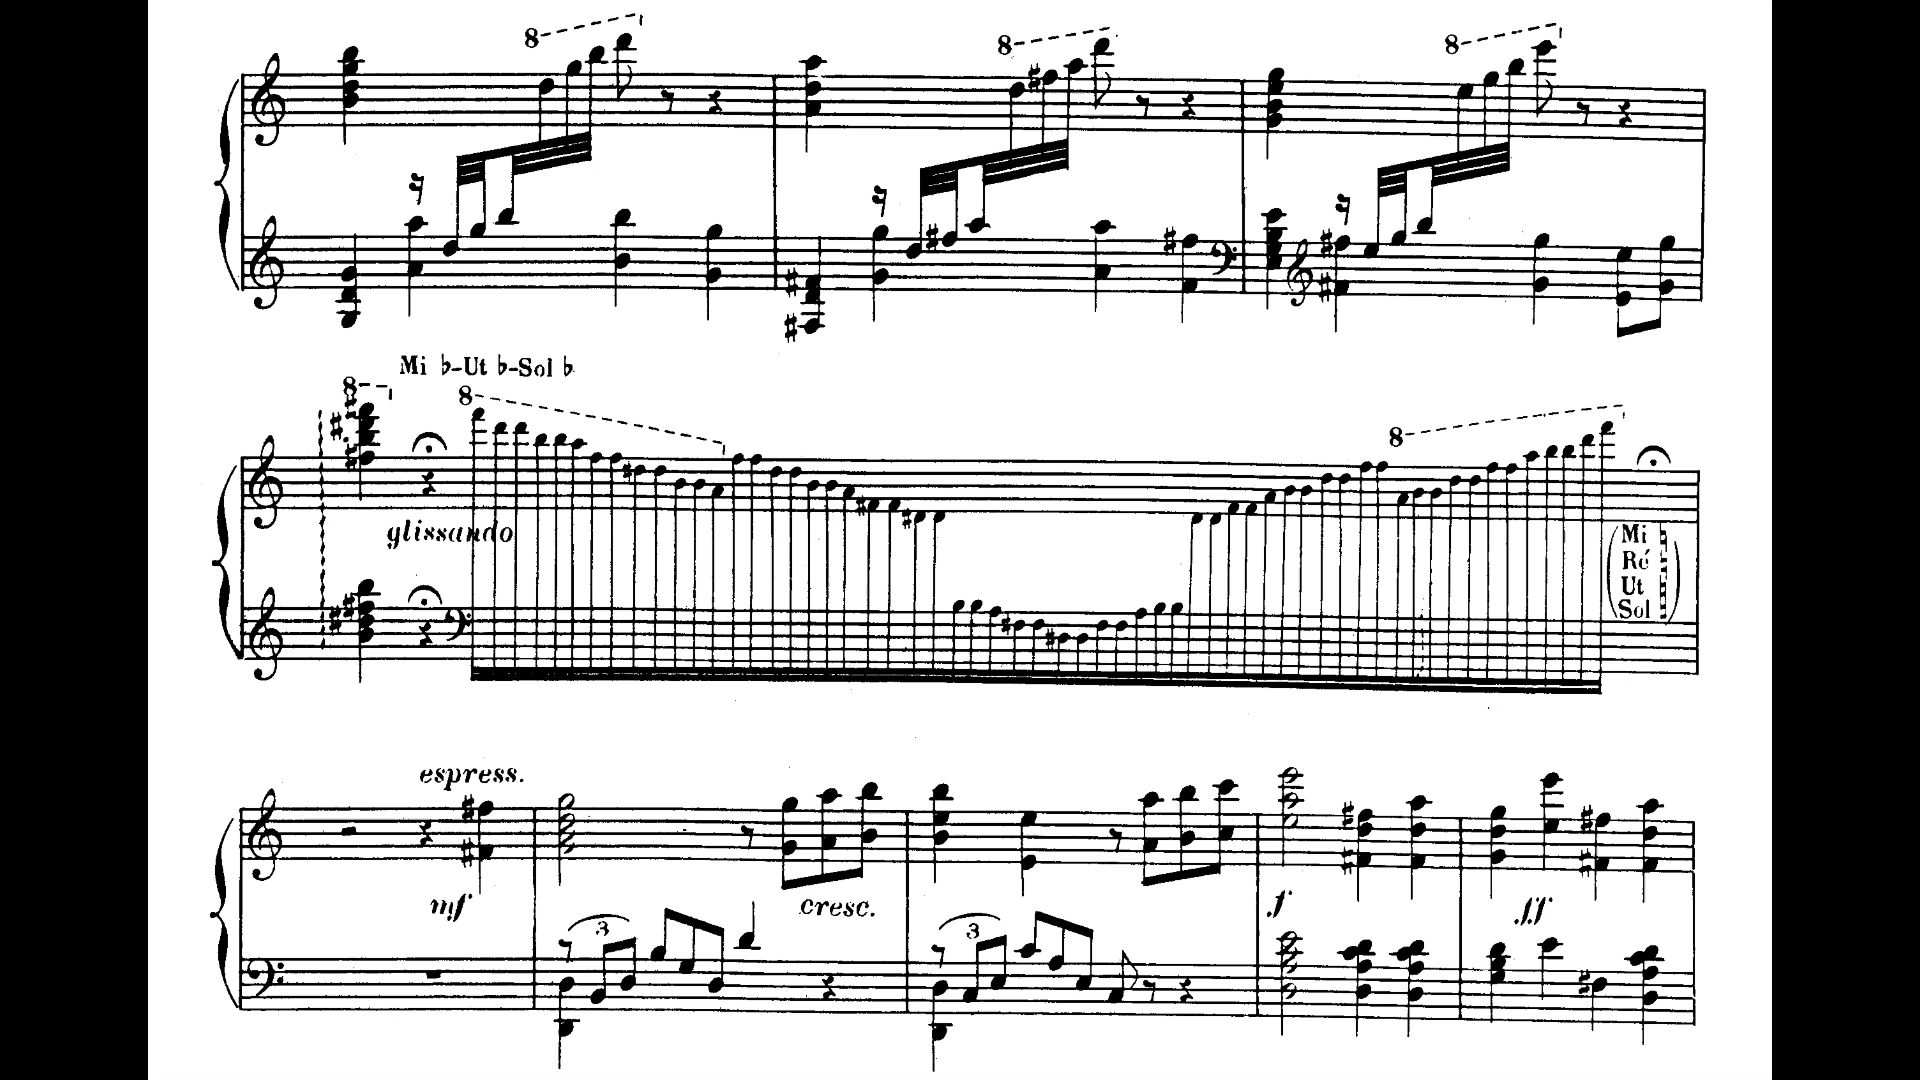 8
8
8
Mi ♭-Ut ♭-Sol ♭
8
8
8
glissando
Mi ♮
Ré ♮
Ut ♮
Sol ♮
espress.
mf
cresc.
f
ff
3
3